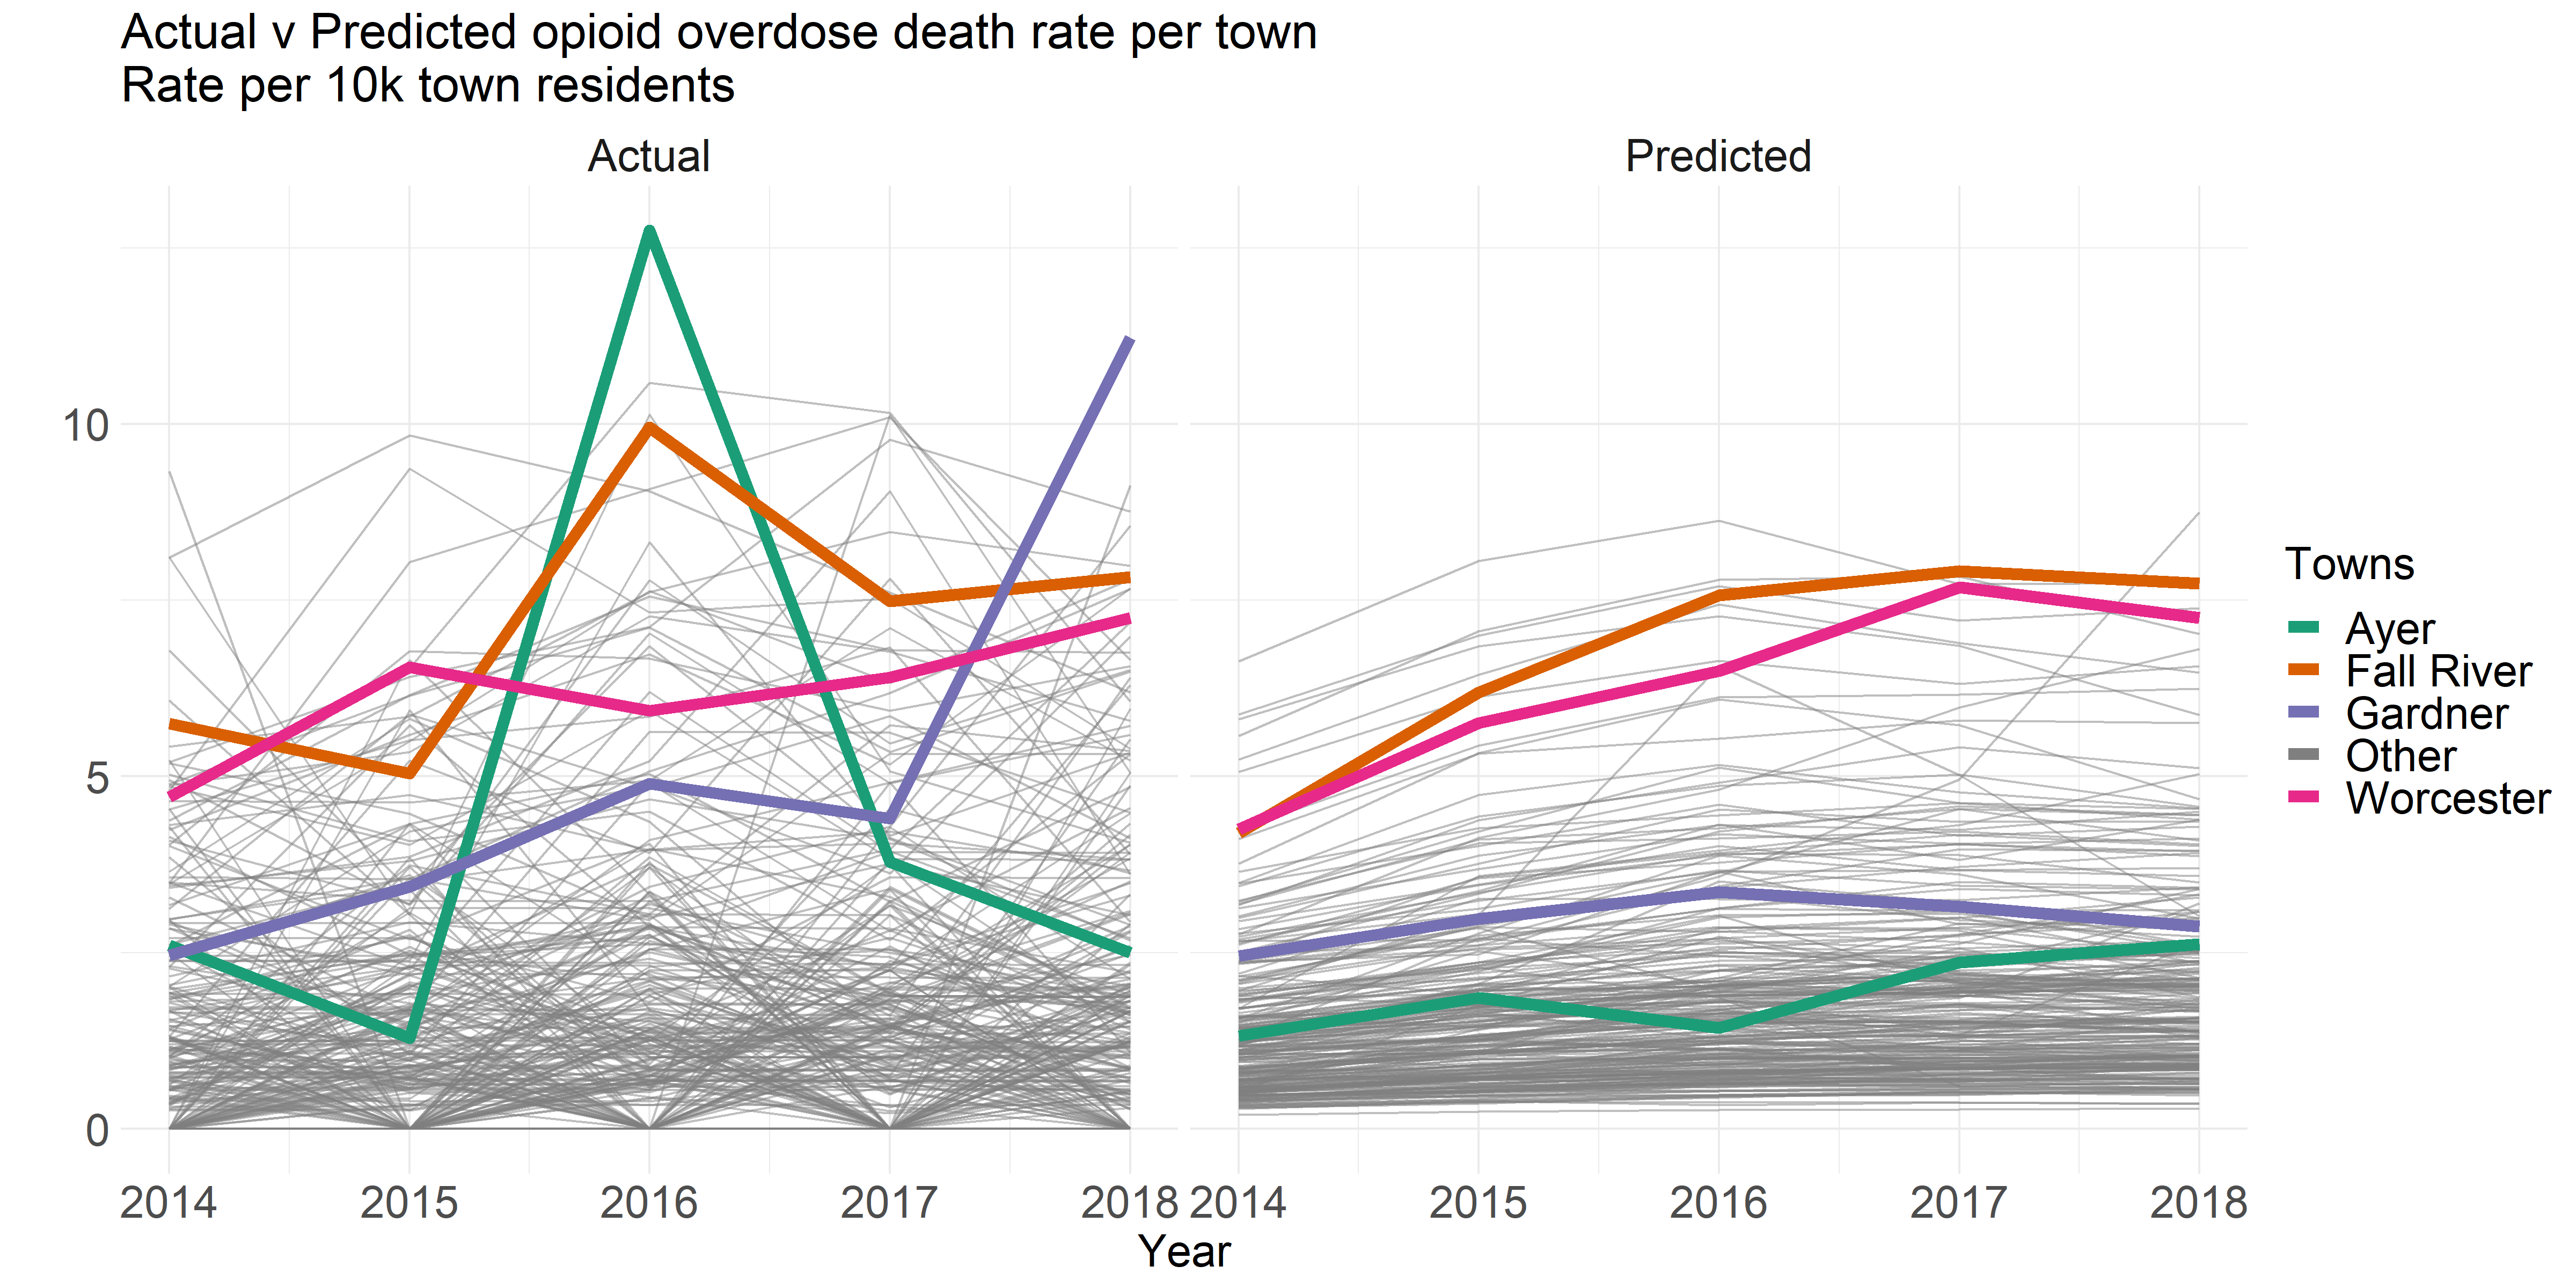 Actual v Predicted opioid overdose death rate per town
Rate per 10k town residents
Actual
Predicted
10
5
0
2014 2015 2016 2017 2018
2014 2015 2016 2017 2018
Year
Towns
Ayer
Fall River
Gardner
Other
Worcester